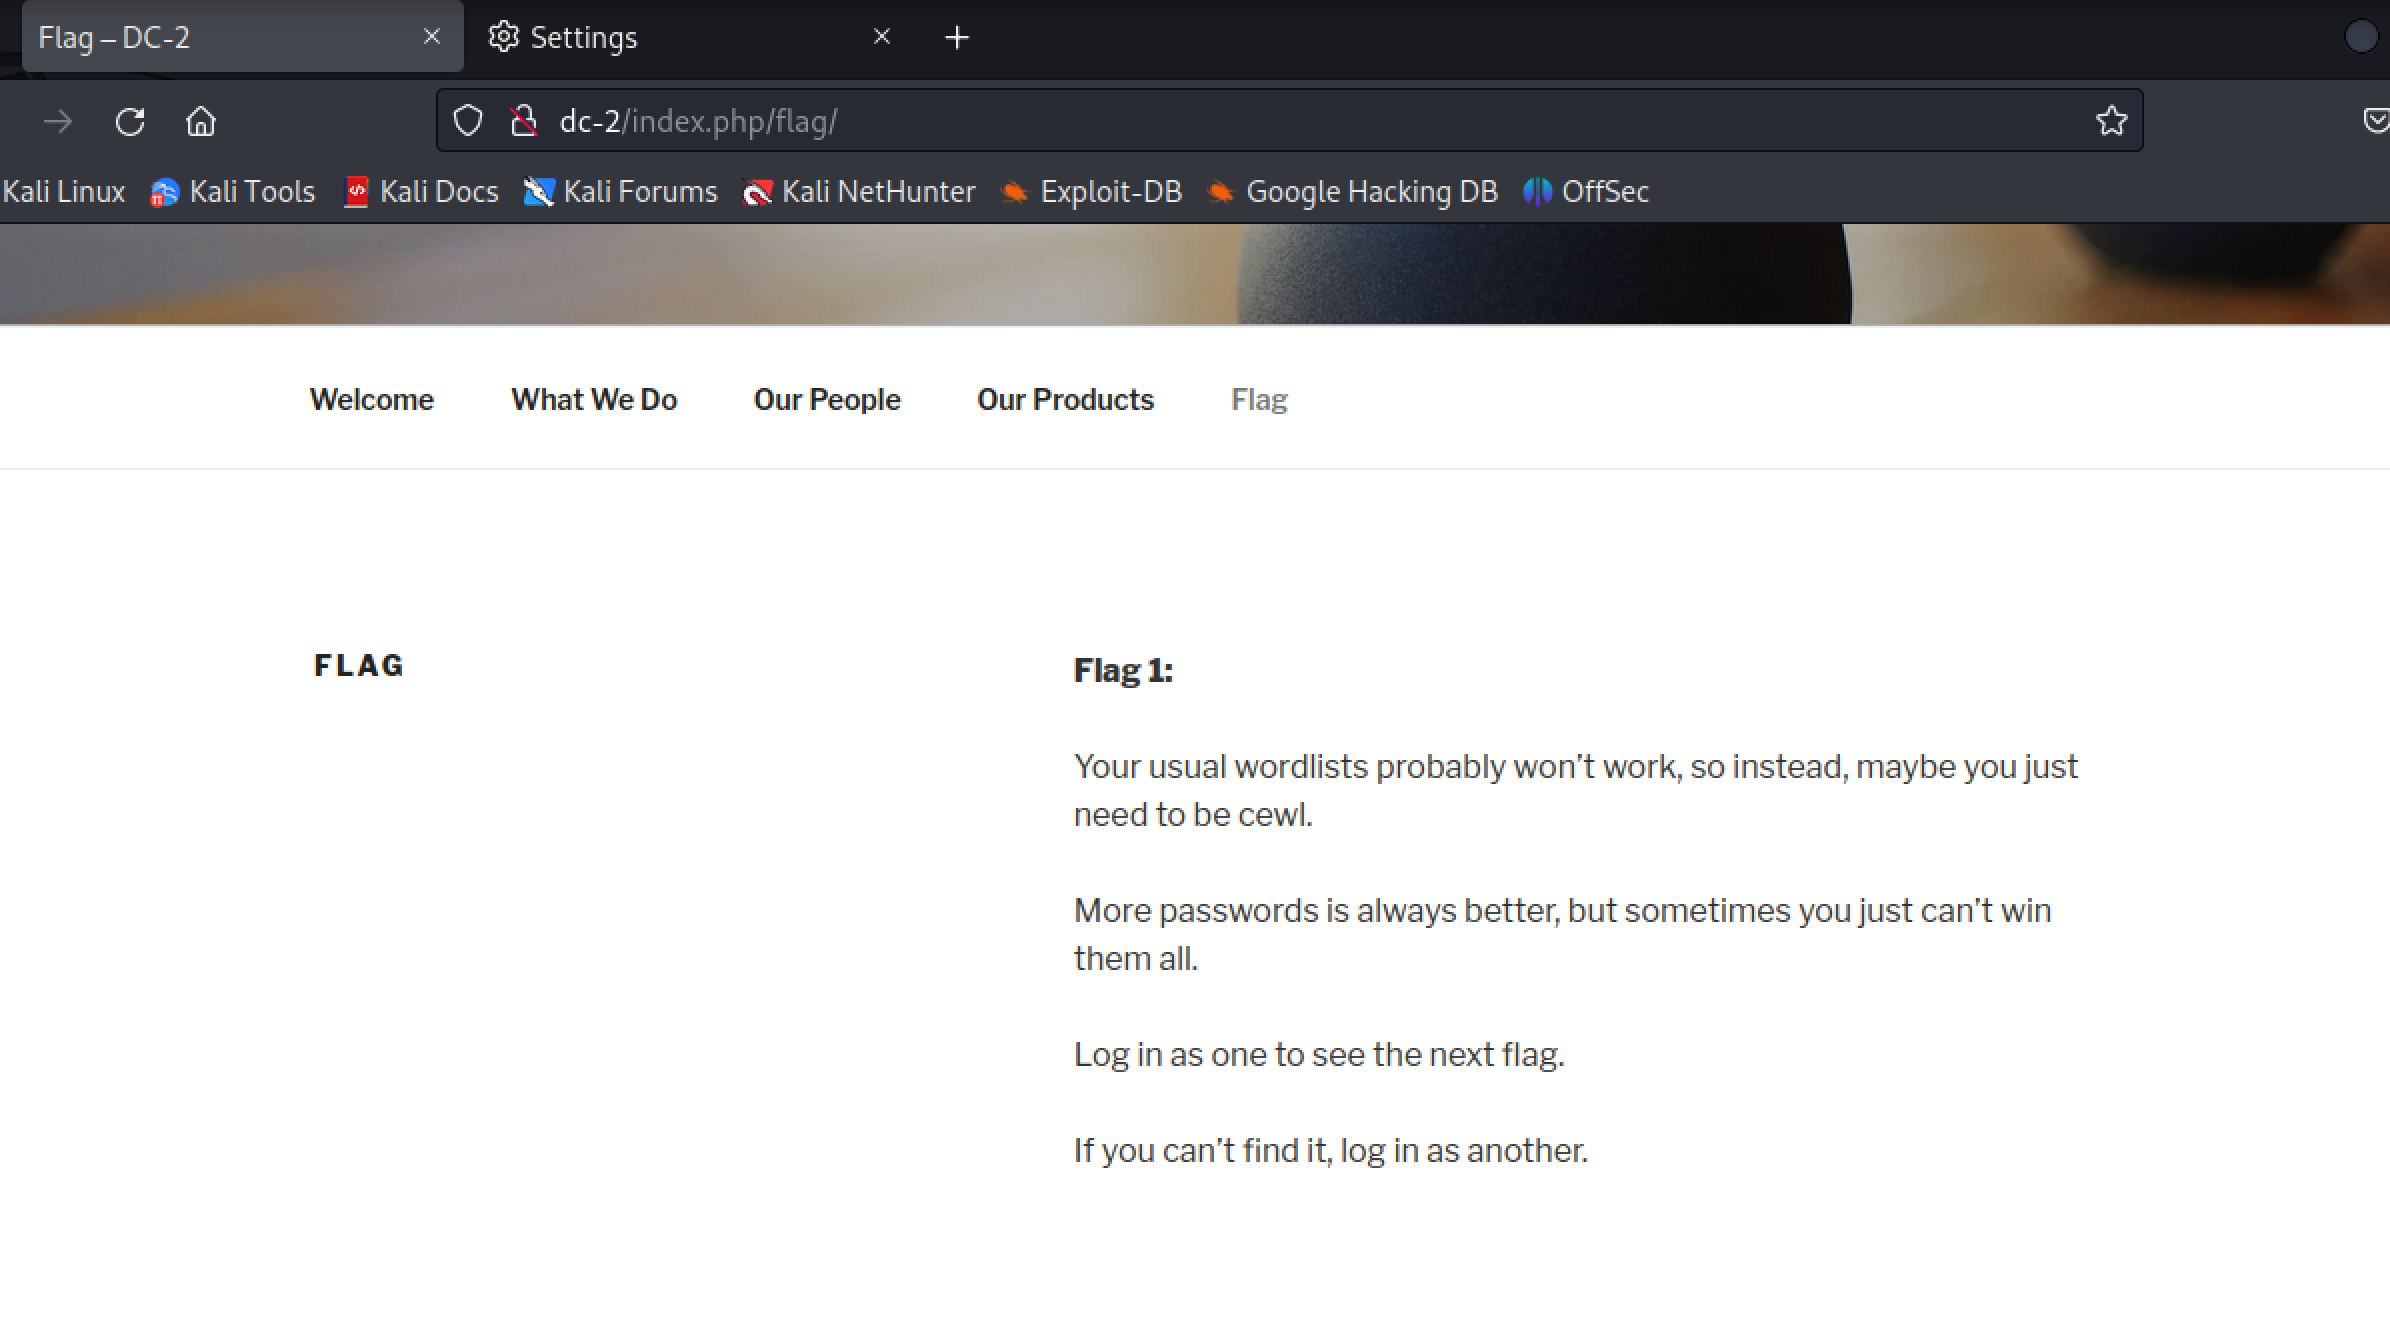 Flag – DC-2
Settings
dc-2/index.php/flag/
Kali Linux Kali Tools Kali Docs Kali Forums Kali NetHunter Exploit-DB Google Hacking DB OffSec
Welcome What We Do Our People Our Products Flag
FLAG
Flag 1:
Your usual wordlists probably won’t work, so instead, maybe you just
need to be cewl.
More passwords is always better, but sometimes you just can’t win
them all.
Log in as one to see the next flag.
If you can’t find it, log in as another.